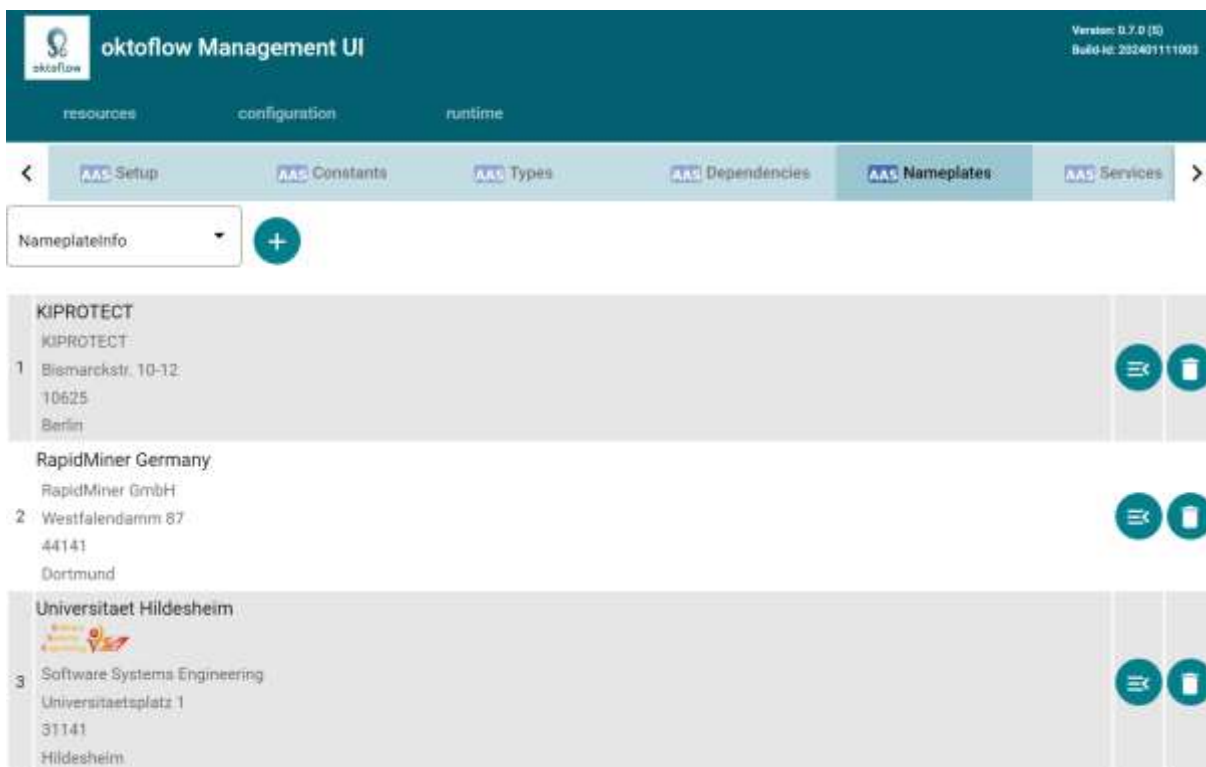 oktoflow
oktoflow Management UI
Version: 0.7.0 (S)
Build-Id: 202401111003
resources configuration runtime
AAS Setup AAS Constants AAS Types AAS Dependencies AAS Nameplates AAS Services
NameplateInfo
KIPROTECT
KIPROTECT
1 Bismarckstr. 10-12
10625
Berlin
RapidMiner Germany
RapidMiner GmbH
2 Westfalendamm 87
44141
Dortmund
Universitaet Hildesheim
3 Software Systems Engineering
Universitaetsplatz 1
31141
Hildesheim